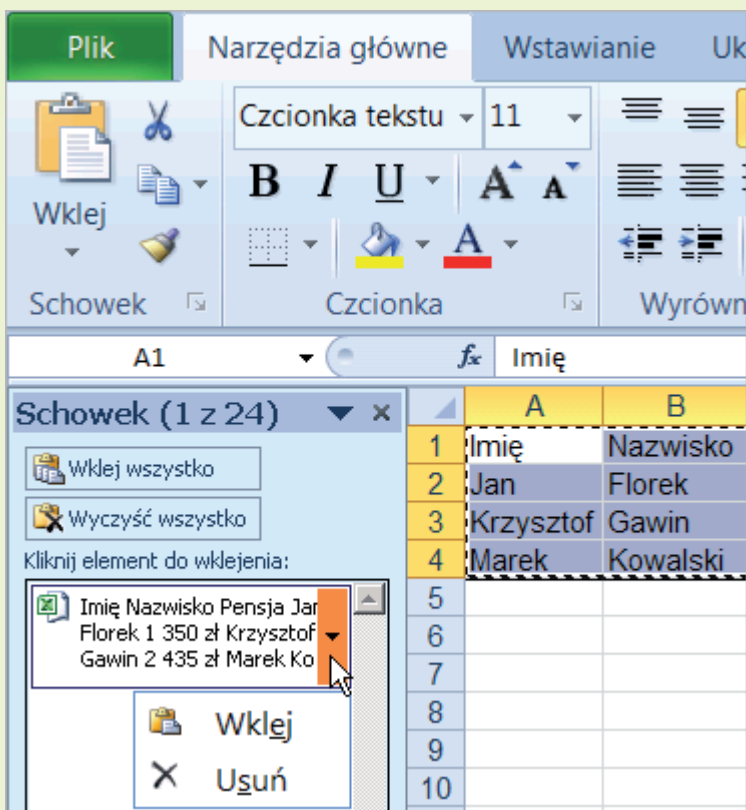 Plik Narzędzia główne Wstawianie Uk
Czcionka tekstu 11
B I U A A
Wklej
A
Schowek Czcionka Wyrówn
A1 fx Imię
Schowek (1 z 24)
Wklej wszystko
Wyczyść wszystko
Kliknij element do wklejenia:
Imię Nazwisko Pensja Jan
Florek 1 350 zł Krzysztof
Gawin 2 435 zł Marek Ko
Wklej
Usuń
A B
1 Imię Nazwisko
2 Jan Florek
3 Krzysztof Gawin
4 Marek Kowalski
5
6
7
8
9
10